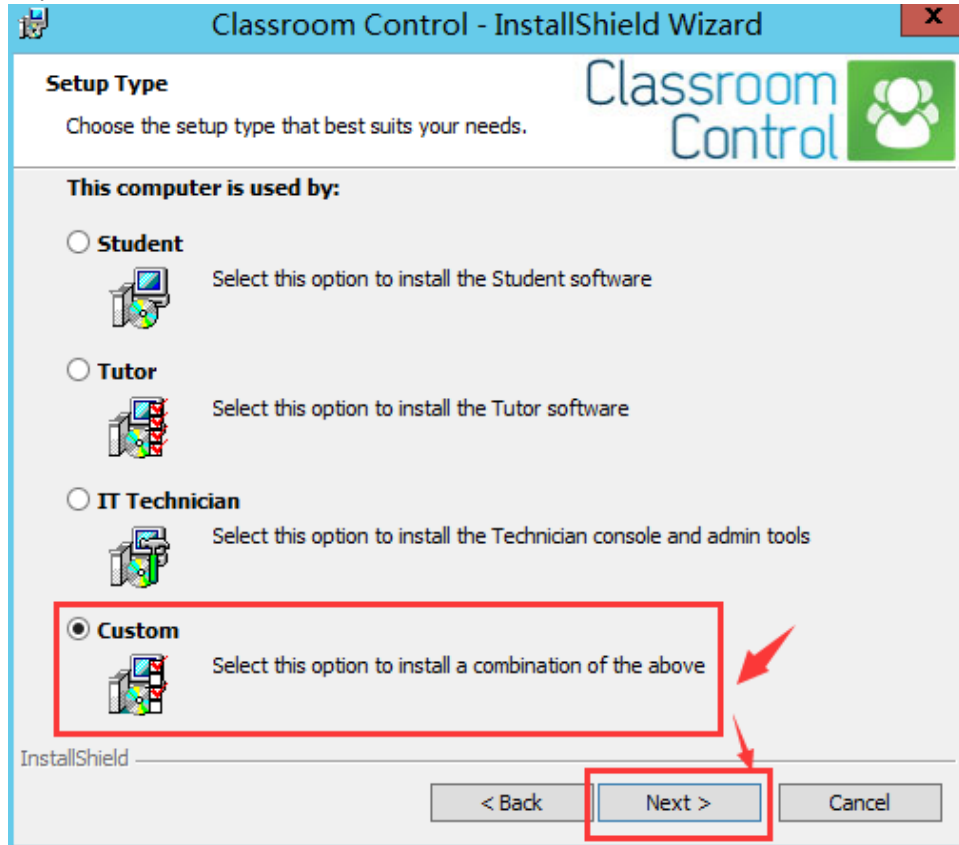 Classroom Control - InstallShield Wizard
x
Setup Type
Choose the setup type that best suits your needs.
Classroom
Control
This computer is used by:
Student
Select this option to install the Student software
Tutor
Select this option to install the Tutor software
IT Technician
Select this option to install the Technician console and admin tools
Custom
Select this option to install a combination of the above
InstallShield
< Back
Next >
Cancel